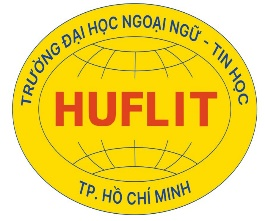 TRƯỜNG ĐẠI HỌC NGOẠI NGỮ - TIN HỌC
HUFLIT
TP. HỒ CHÍ MINH